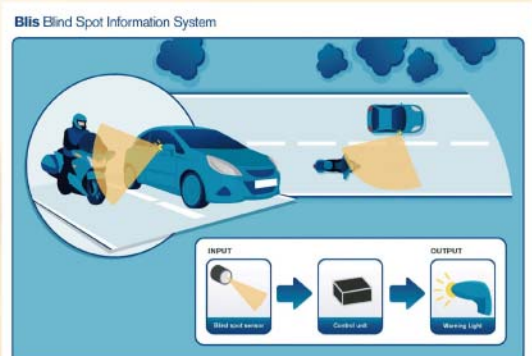 Blis Blind Spot Information System
INPUT
OUTPUT
Blind spot sensor
Control unit
Warning Light